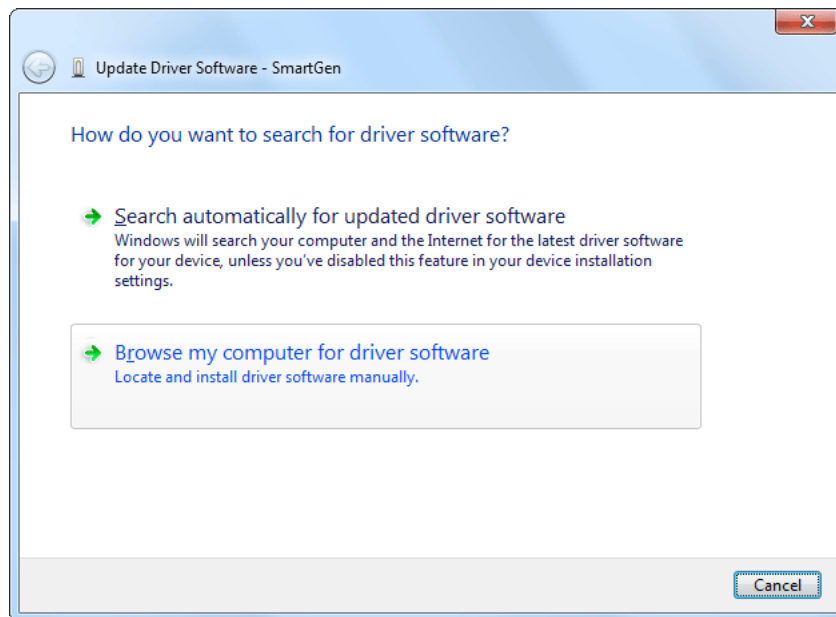 Update Driver Software - SmartGen
How do you want to search for driver software?
Search automatically for updated driver software
Windows will search your computer and the Internet for the latest driver software
for your device, unless you've disabled this feature in your device installation
settings.
Browse my computer for driver software
Locate and install driver software manually.
Cancel